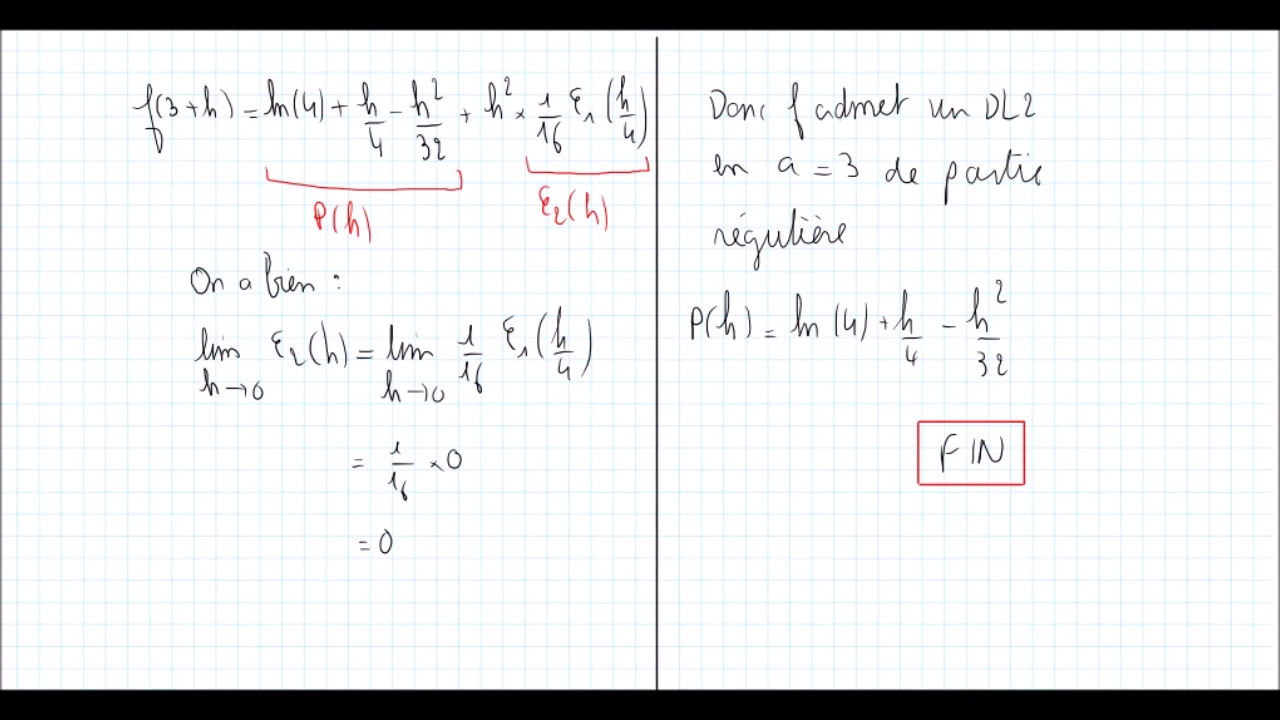 f(3+h) = ln(4) + h/4 - h²/32 + h² × 1/16 ε₁(h/4)
P(h)
ε₂(h)
On a bien :
lim h→0 ε₂(h) = lim h→0 1/16 ε₁(h/4)
= 1/16 × 0
= 0
Donc f admet un DL2
en a = 3 de partie
régulière
P(h) = ln(4) + h/4 - h²/32
FIN